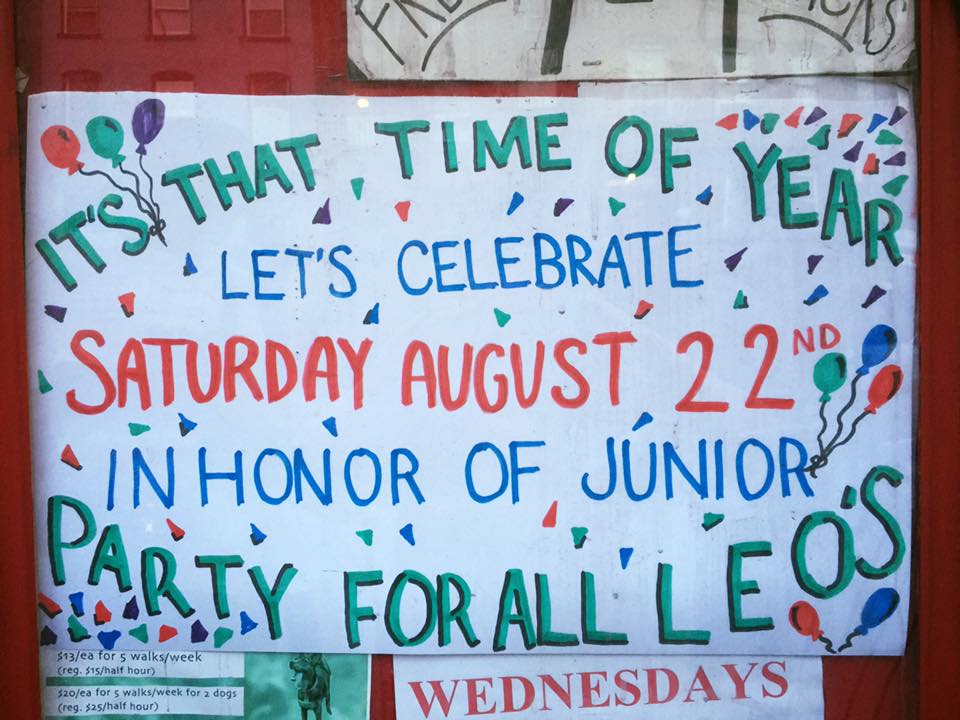 IT'S THAT TIME OF YEAR
LET'S CELEBRATE
SATURDAY AUGUST 22ND
IN HONOR OF JUNIOR
PARTY FOR ALL LEO'S
$13/ea for 5 walks/week
(reg. $15/half hour)
$20/ea for 5 walks/week for 2 dogs
(reg. $25/half hour)
WEDNESDAYS